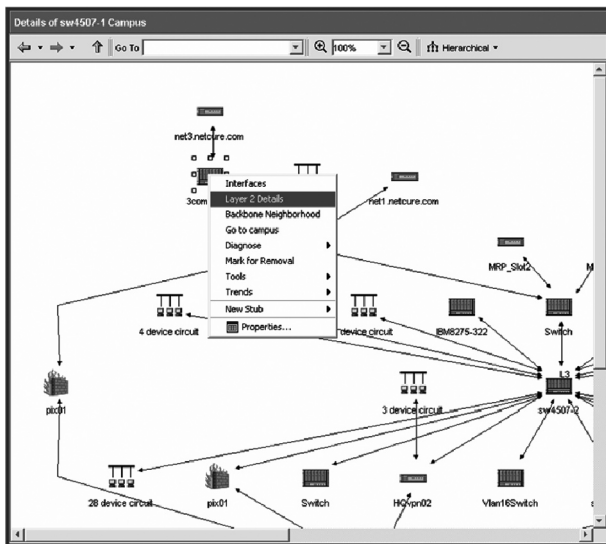 Details of sw4507-1 Campus
Go To
100%
Hierarchical
net3.netcure.com
3com
Interfaces
Layer 2 Details
Backbone Neighborhood
Go to campus
Diagnose
Mark for Removal
Tools
Trends
New Stub
Properties...
net1.netcure.com
MRP_Slot2
M
4 device circuit
device circuit
IBM8275-322
Switch
L3
pix01
3 device circuit
sw4507-2
28 device circuit
pix01
Switch
HQvpn02
Vlan16Switch
s